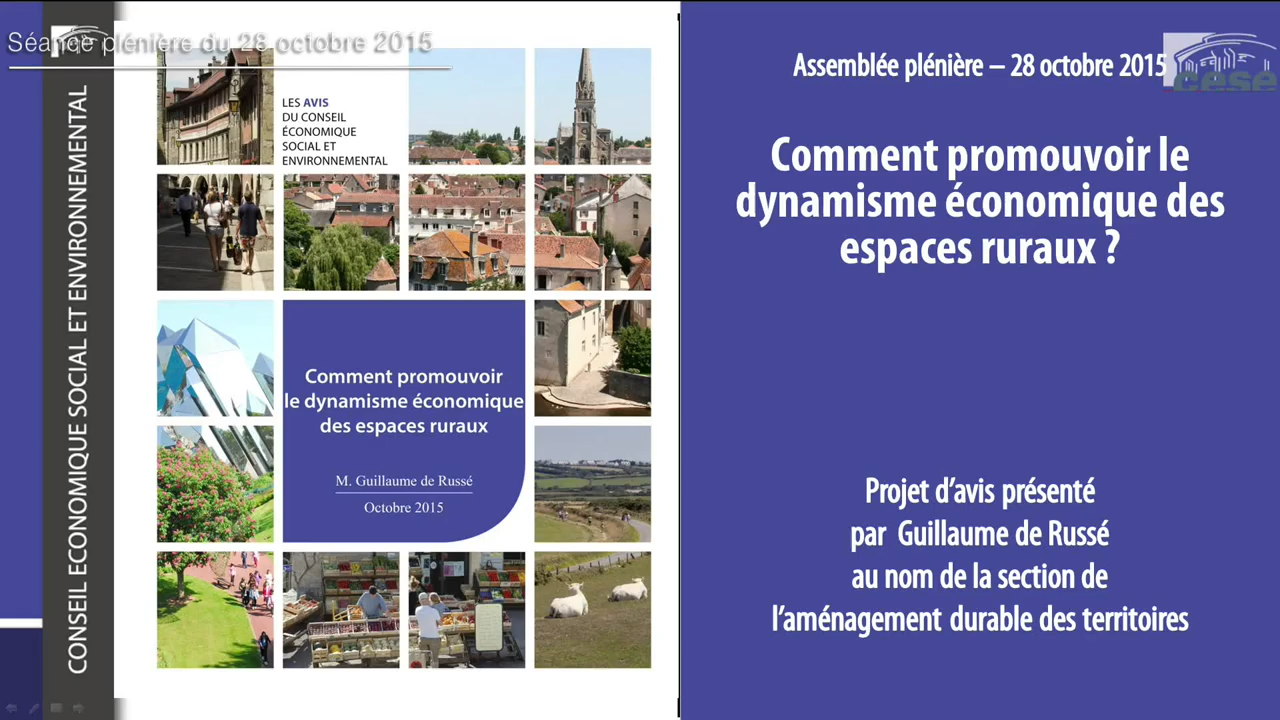 Séance plénière du 28 octobre 2015
CONSEIL ECONOMIQUE SOCIAL ET ENVIRONNEMENTAL
LES AVIS
DU CONSEIL
ÉCONOMIQUE
SOCIAL ET
ENVIRONNEMENTAL
Comment promouvoir
le dynamisme économique
des espaces ruraux
M. Guillaume de Russé
Octobre 2015
Assemblée plénière – 28 octobre 2015
cese
Comment promouvoir le
dynamisme économique des
espaces ruraux ?
Projet d’avis présenté
par Guillaume de Russé
au nom de la section de
l’aménagement durable des territoires